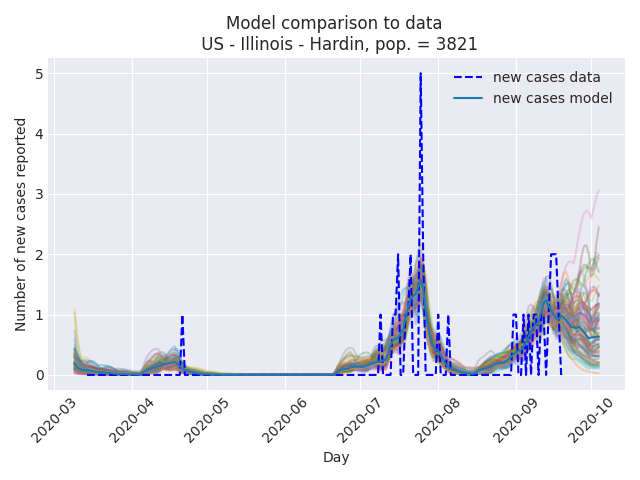 Model comparison to data
US - Illinois - Hardin, pop. = 3821
new cases data
new cases model
Number of new cases reported
5
4
3
2
1
0
2020-03
2020-04
2020-05
2020-06
2020-07
2020-08
2020-09
2020-10
Day